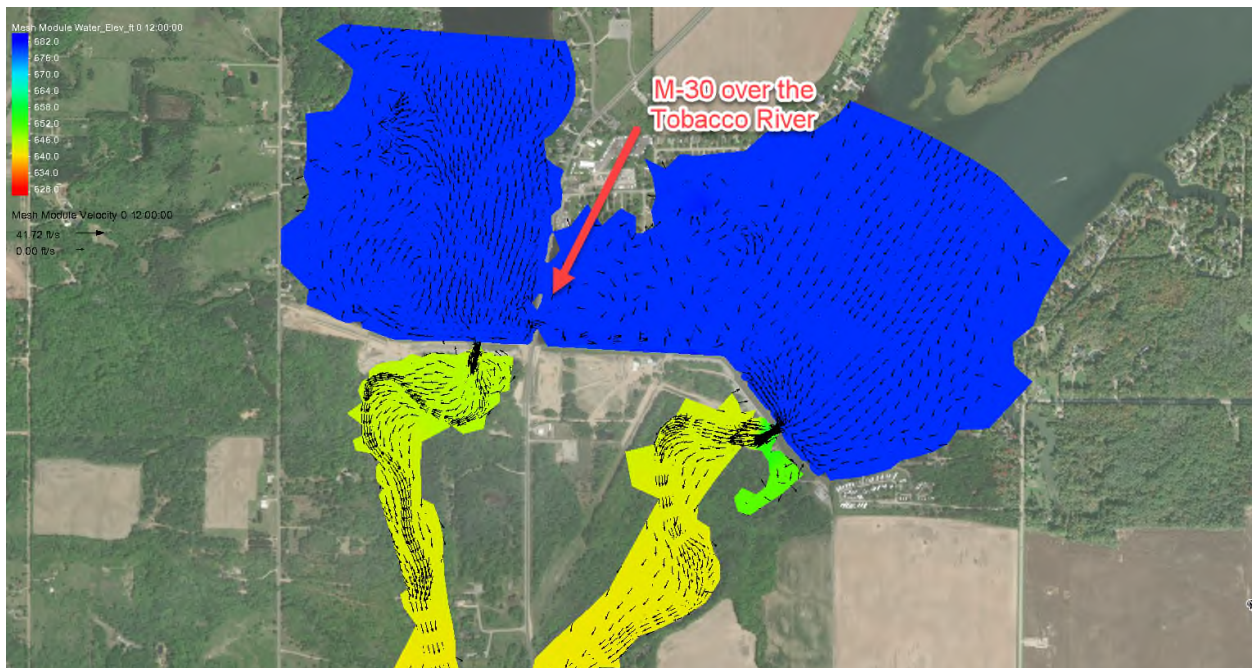 Mesh Module Water_Elev_ft 0 12:00:00
682.0
676.0
670.0
664.0
658.0
652.0
646.0
640.0
634.0
628.0
Mesh Module Velocity 0 12:00:00
41.72 ft/s
0.00 ft/s
M-30 over the
Tobacco River